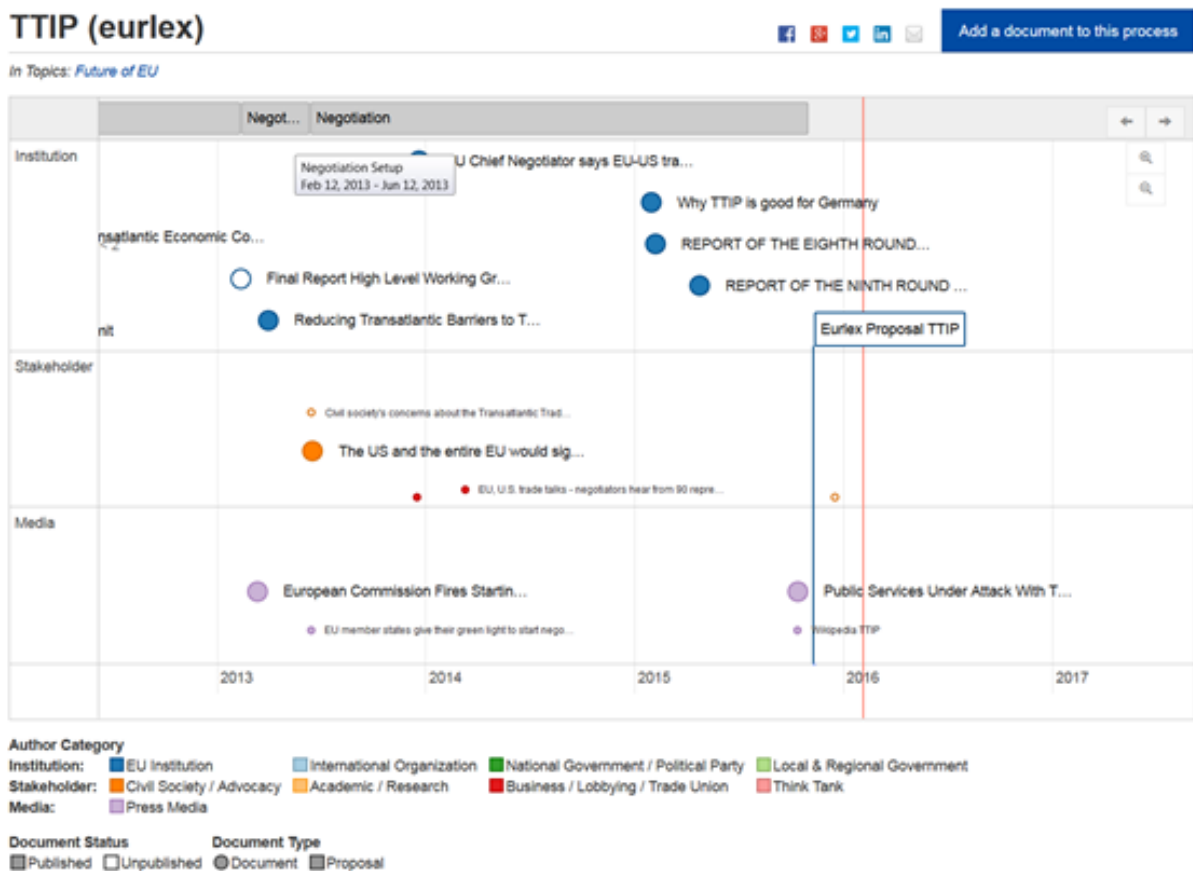 TTIP (eurlex)
Add a document to this process
In Topics: Future of EU
Negot... Negotiation
Institution
U Chief Negotiator says EU-US tra...
Negotiation Setup
Feb 12, 2013 - Jun 12, 2013
Why TTIP is good for Germany
nsatlantic Economic Co...
REPORT OF THE EIGHTH ROUND...
Final Report High Level Working Gr...
REPORT OF THE NINTH ROUND ...
Reducing Transatlantic Barriers to T...
nit
Eurlex Proposal TTIP
Stakeholder
Civil society's concerns about the Transatlantic Trad...
The US and the entire EU would sig...
EU, U.S. trade talks - negotiators hear from 90 repre...
Media
European Commission Fires Startin...
Public Services Under Attack With T...
EU member states give their green light to start nego...
Wikipedia TTIP
2013 2014 2015 2016 2017
Author Category
Institution: EU Institution International Organization National Government / Political Party Local & Regional Government
Stakeholder: Civil Society / Advocacy Academic / Research Business / Lobbying / Trade Union Think Tank
Media: Press Media
Document Status Document Type
Published Unpublished Document Proposal